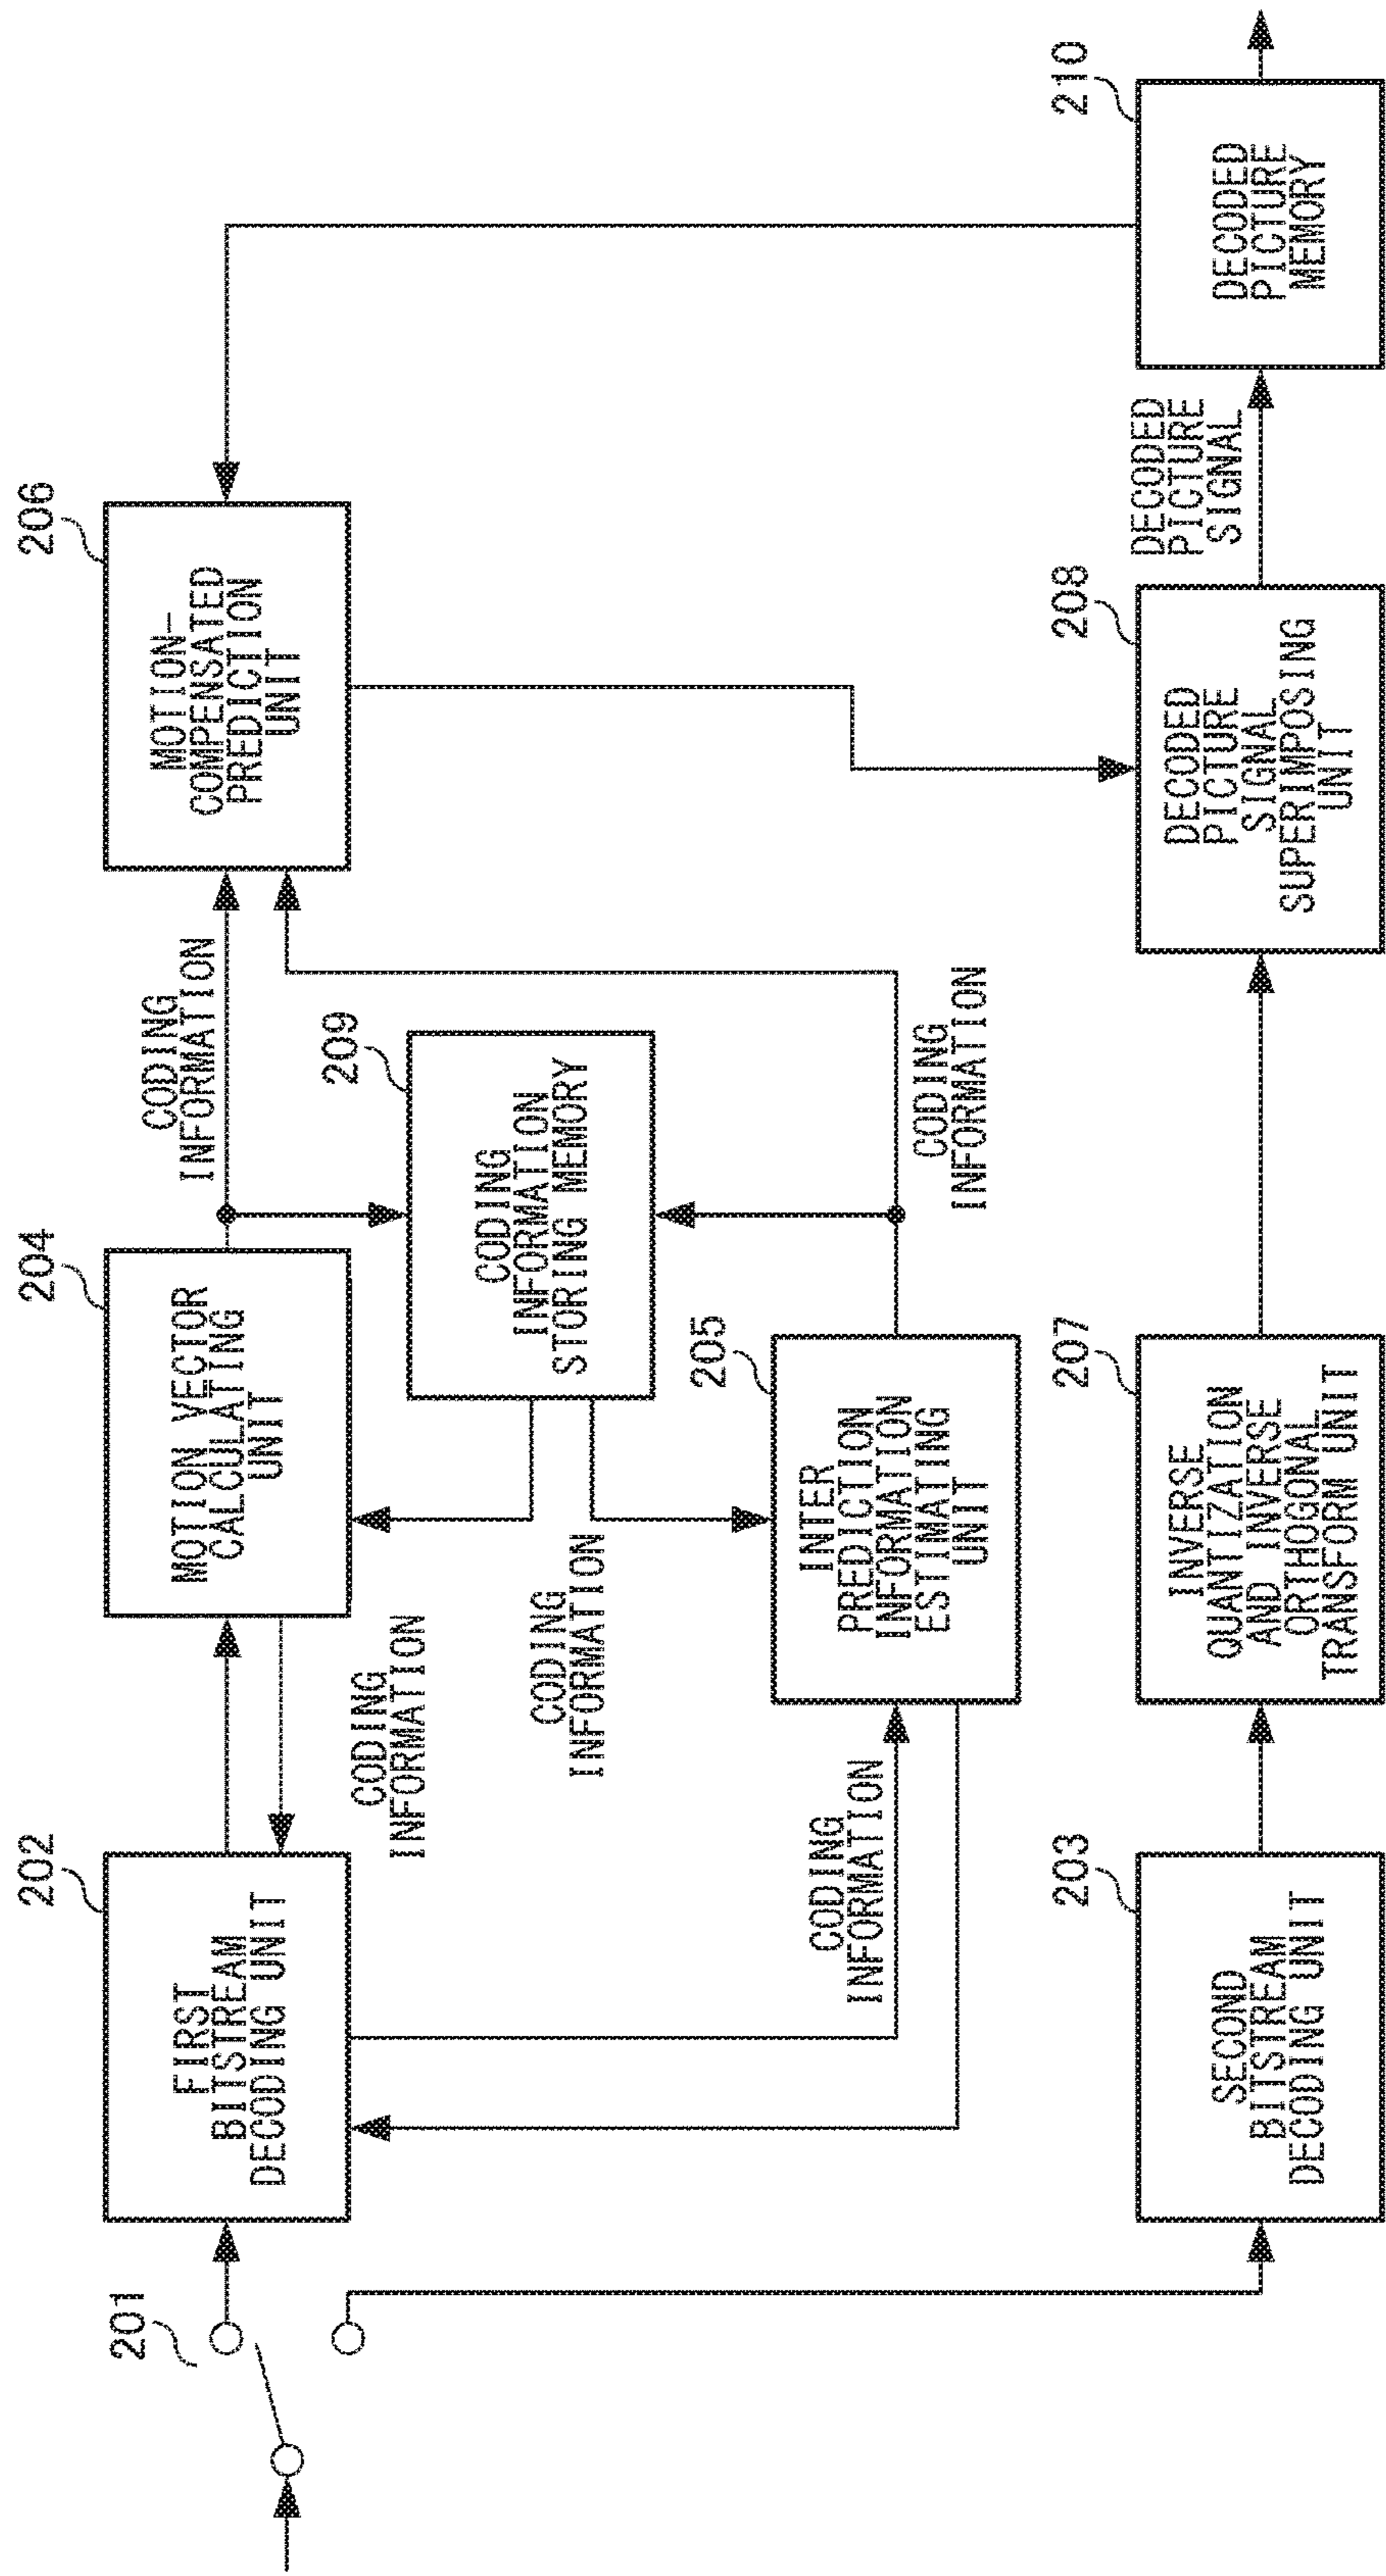 201
202
FIRST
BITSTREAM
DECODING UNIT
204
MOTION VECTOR
CALCULATING
UNIT
CODING
INFORMATION
206
MOTION-
COMPENSATED
PREDICTION
UNIT
CODING
INFORMATION
209
CODING
INFORMATION
STORING MEMORY
CODING
INFORMATION
CODING
INFORMATION
205
INTER
PREDICTION
INFORMATION
ESTIMATING
UNIT
CODING
INFORMATION
203
SECOND
BITSTREAM
DECODING UNIT
207
INVERSE
QUANTIZATION
AND INVERSE
ORTHOGONAL
TRANSFORM UNIT
208
DECODED
PICTURE
SIGNAL
SUPERIMPOSING
UNIT
DECODED
PICTURE
SIGNAL
210
DECODED
PICTURE
MEMORY